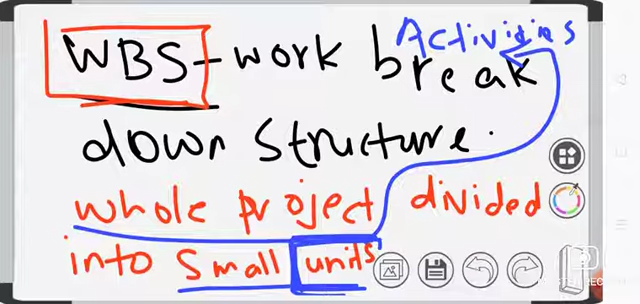 Activities
WBS - work break
down structure.
whole project divided
into small units